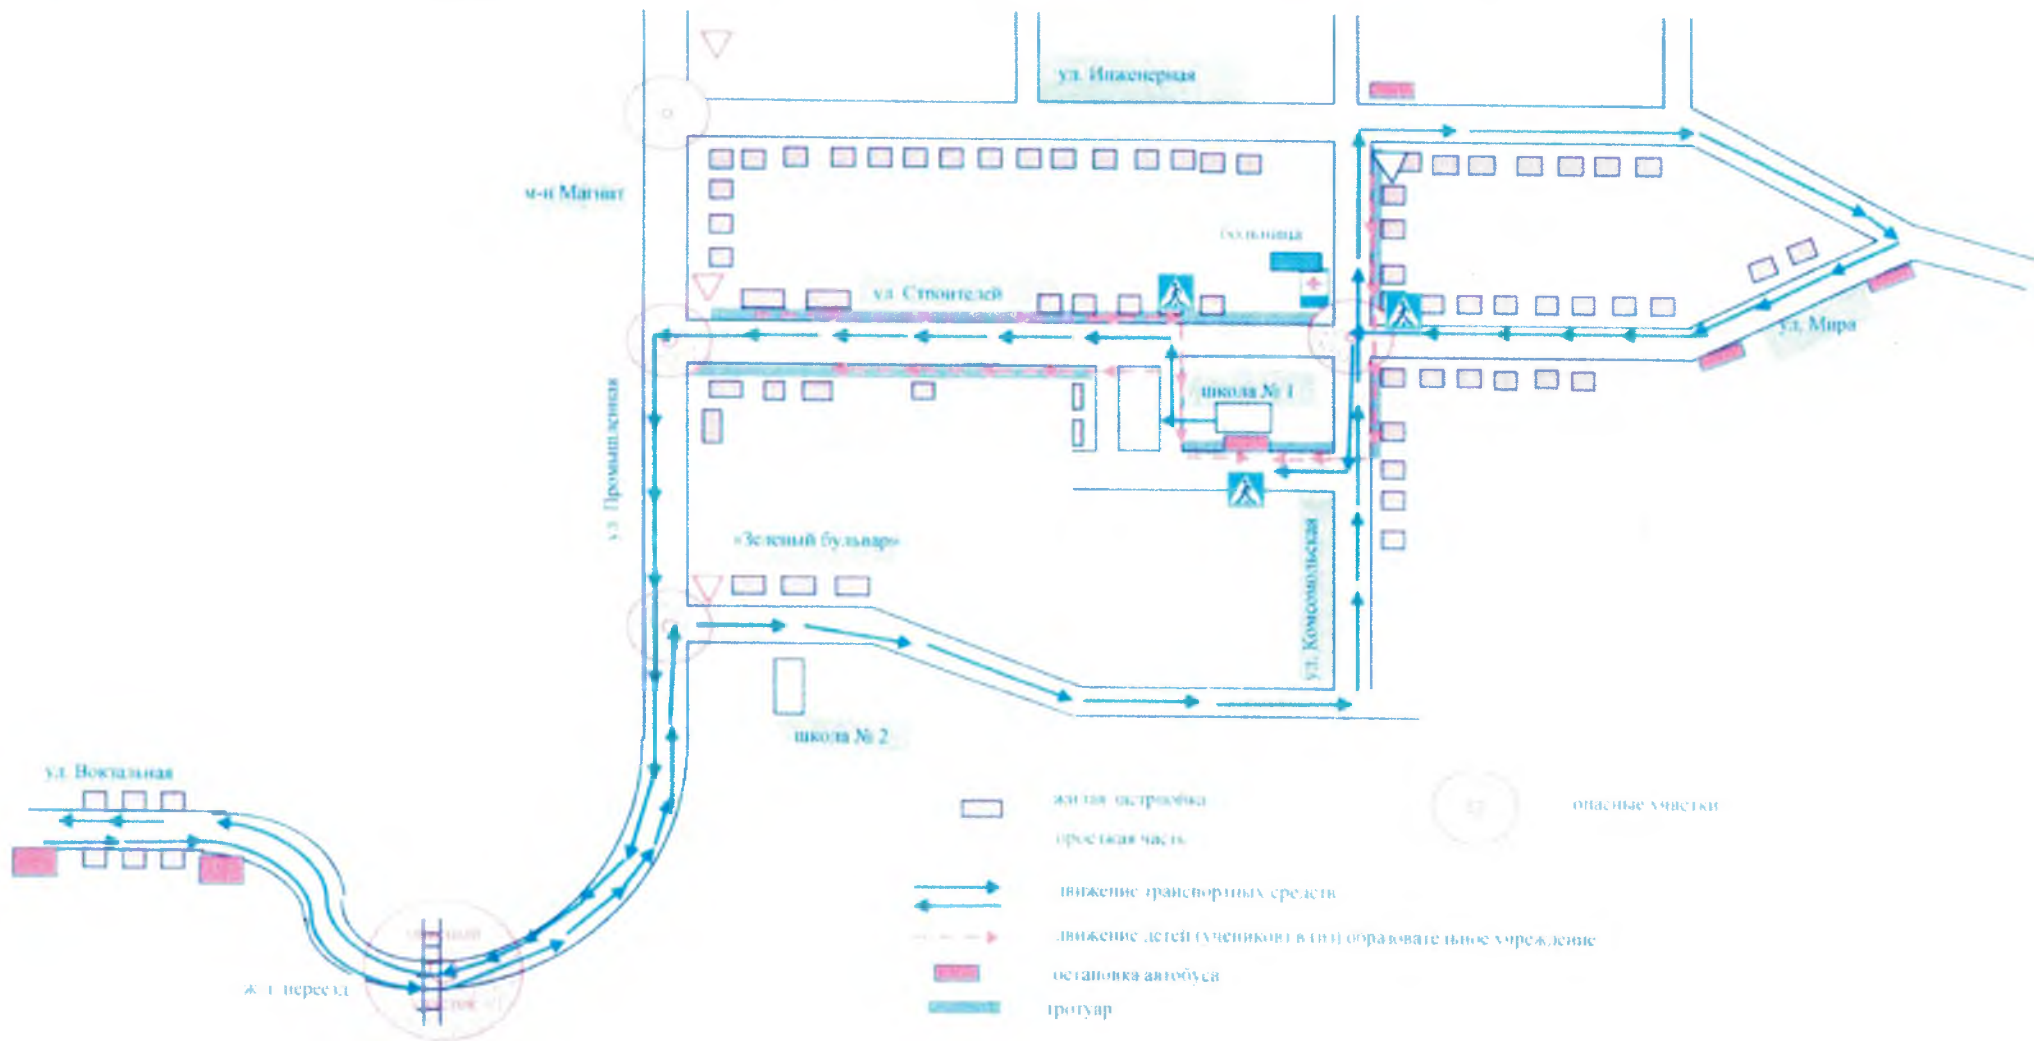 ул. Инженерная
м-н Магнит
больница
ул. Строителей
ул. Мира
школа № 1
ул. Промышленная
«Зеленый бульвар»
ул. Комсомольская
школа № 2
ул. Вокзальная
жилая застройка
опасные участки
движение транспортных средств
движение детей (учеников) в (из) образовательное учреждение
остановка автобуса
ж. д. переезд
тротуар